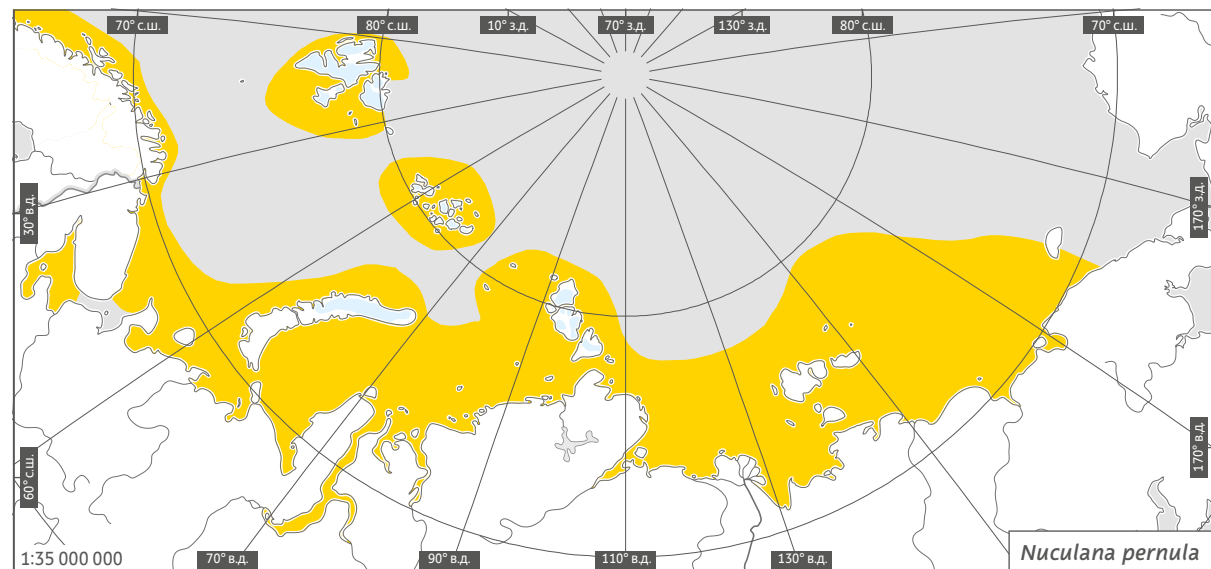 70° с.ш.
80° с.ш.
10° з.д.
70° з.д.
130° з.д.
80° с.ш.
70° с.ш.
30° в.д.
170° з.д.
60° с.ш.
170° в.д.
1:35 000 000
70° в.д.
90° в.д.
110° в.д.
130° в.д.
Nuculana pernula